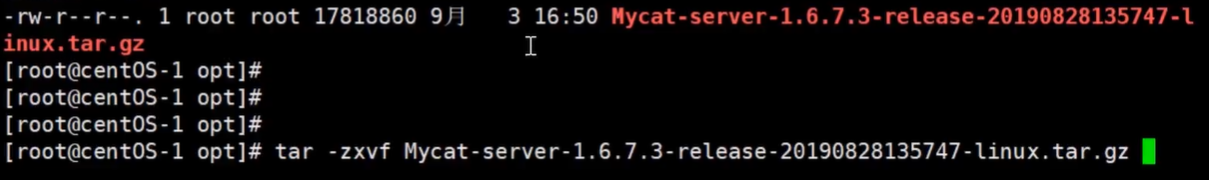 -rw-r--r--. 1 root root 17818860 9月   3 16:50 Mycat-server-1.6.7.3-release-20190828135747-l
inux.tar.gz
[root@centOS-1 opt]#
[root@centOS-1 opt]#
[root@centOS-1 opt]#
[root@centOS-1 opt]# tar -zxvf Mycat-server-1.6.7.3-release-20190828135747-linux.tar.gz